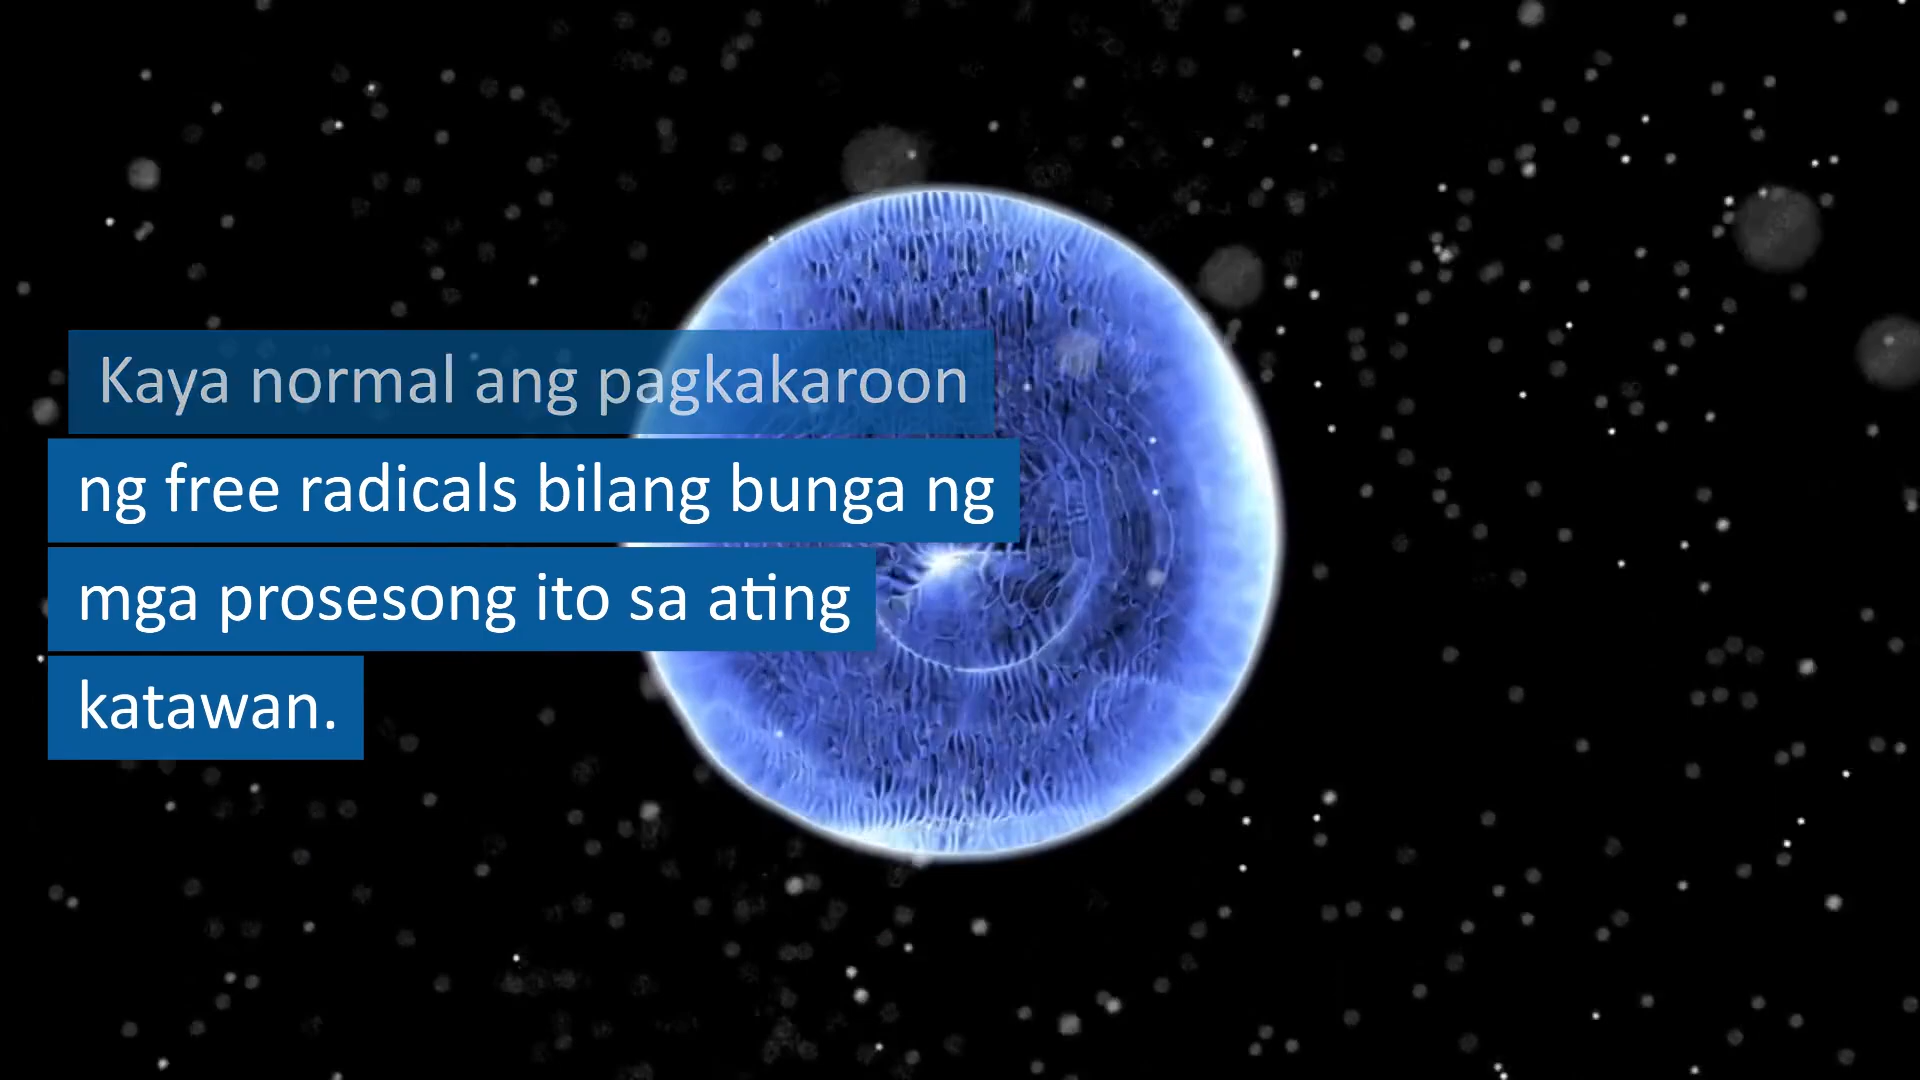 Kaya normal ang pagkakaroon
ng free radicals bilang bunga ng
mga prosesong ito sa ating
katawan.